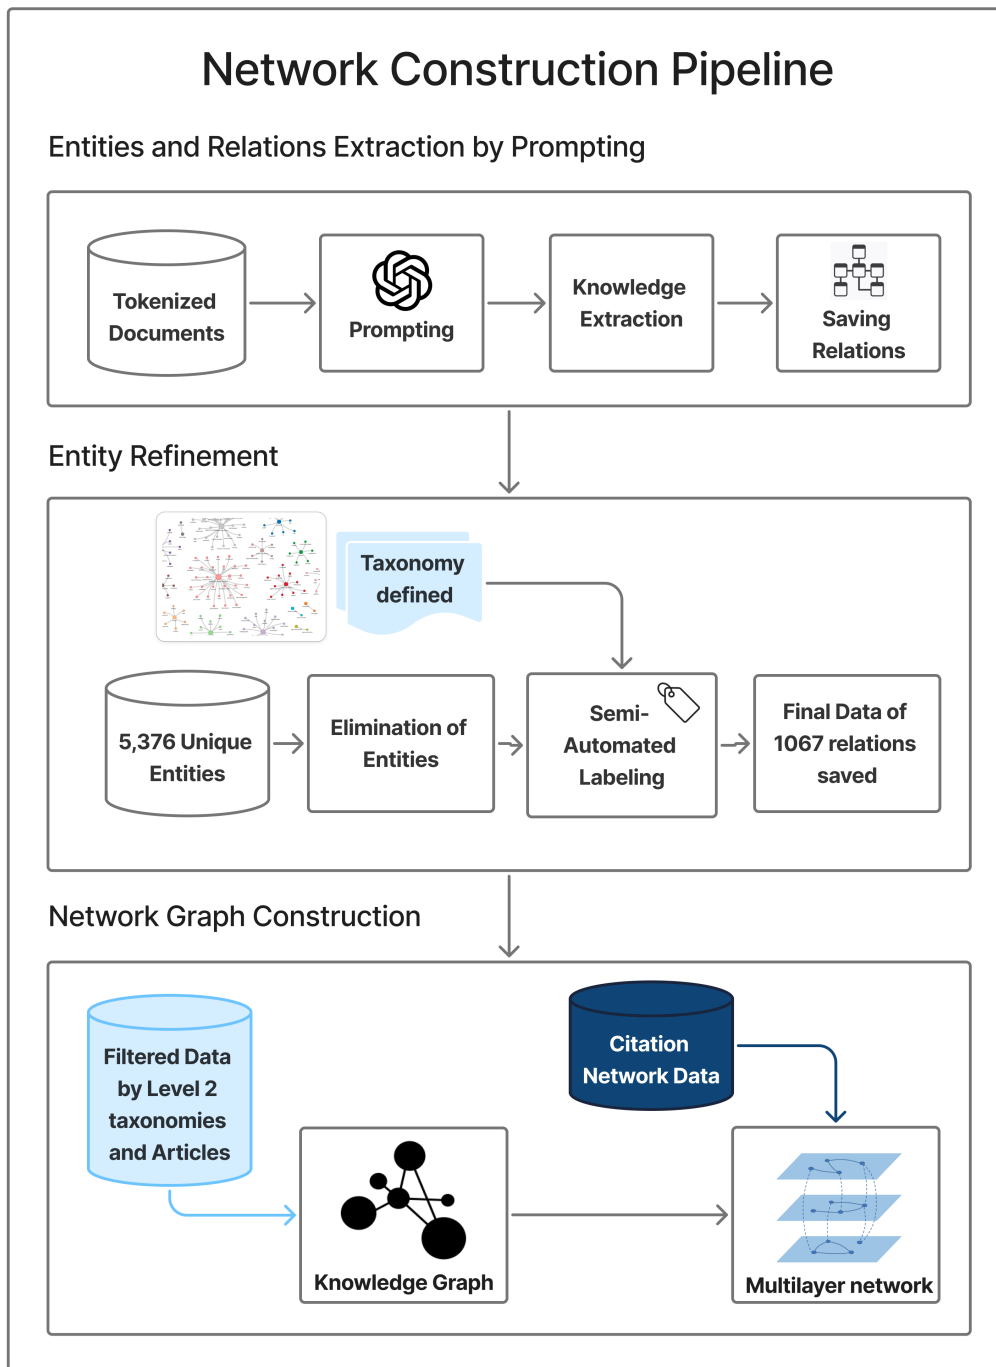 Network Construction Pipeline
Entities and Relations Extraction by Prompting
Tokenized
Documents
Prompting
Knowledge
Extraction
Saving
Relations
Entity Refinement
Taxonomy
defined
5,376 Unique
Entities
Elimination of
Entities
Semi-
Automated
Labeling
Final Data of
1067 relations
saved
Network Graph Construction
Filtered Data
by Level 2
taxonomies
and Articles
Citation
Network Data
Knowledge Graph
Multilayer network